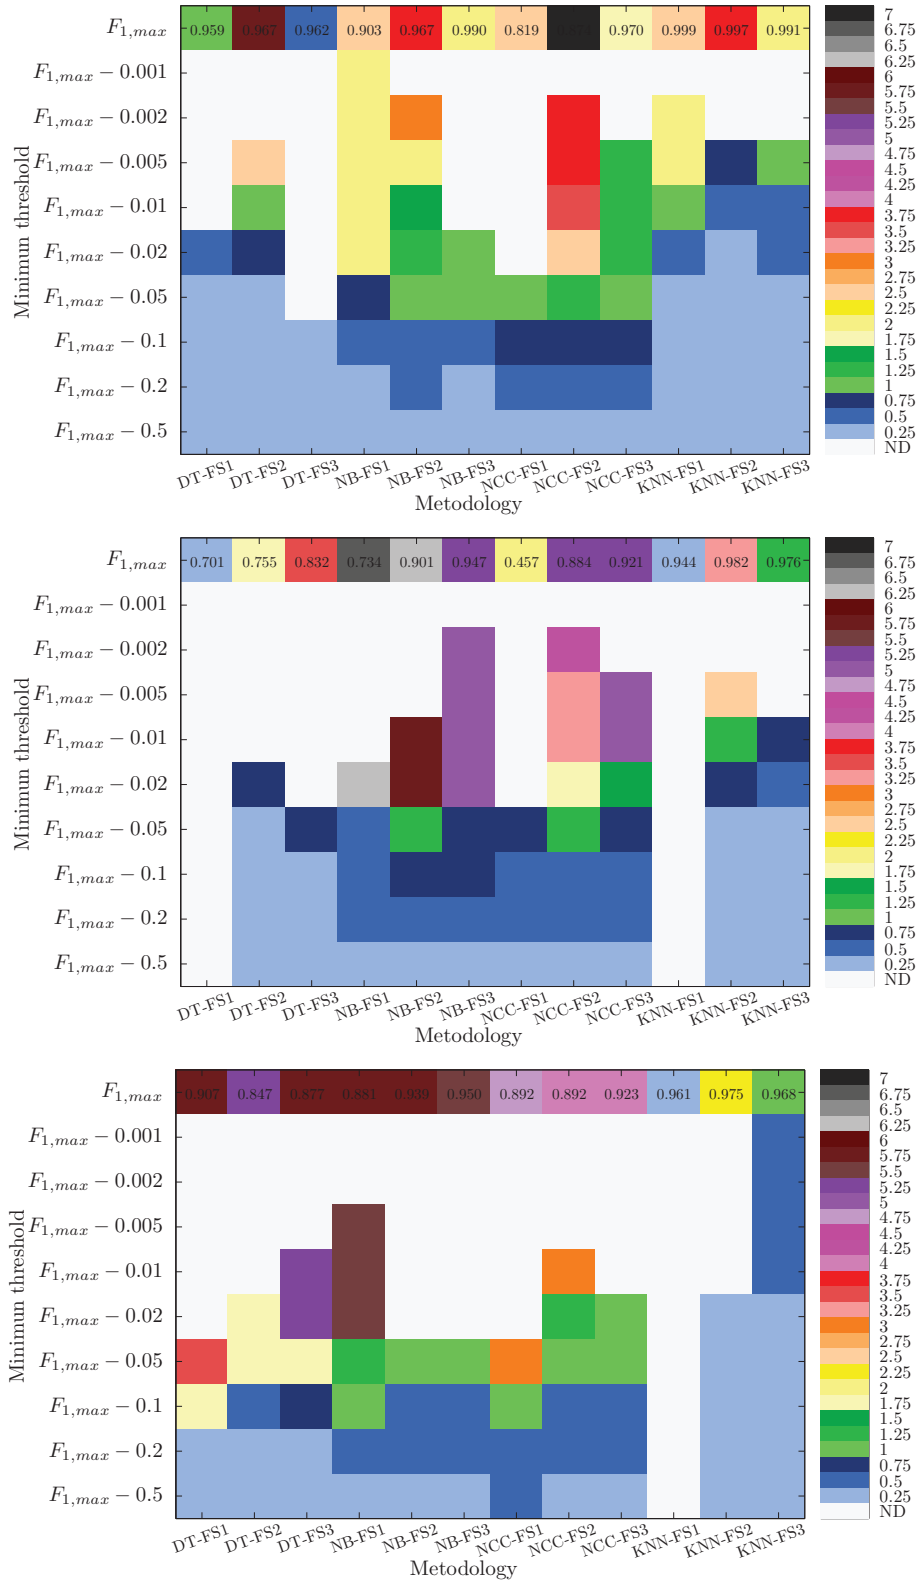 F1,max
0.959 0.967 0.962 0.903 0.967 0.990 0.819 0.970 0.999 0.997 0.991
F1,max − 0.001
F1,max − 0.002
F1,max − 0.005
F1,max − 0.01
F1,max − 0.02
F1,max − 0.05
F1,max − 0.1
F1,max − 0.2
F1,max − 0.5
Minimun threshold
DT-FS1 DT-FS2 DT-FS3 NB-FS1 NB-FS2 NB-FS3 NCC-FS1 NCC-FS2 NCC-FS3 KNN-FS1 KNN-FS2 KNN-FS3
Metodology
7
6.75
6.5
6.25
6
5.75
5.5
5.25
5
4.75
4.5
4.25
4
3.75
3.5
3.25
3
2.75
2.5
2.25
2
1.75
1.5
1.25
1
0.75
0.5
0.25
ND
F1,max
0.701 0.755 0.832 0.734 0.901 0.947 0.457 0.884 0.921 0.944 0.982 0.976
F1,max − 0.001
F1,max − 0.002
F1,max − 0.005
F1,max − 0.01
F1,max − 0.02
F1,max − 0.05
F1,max − 0.1
F1,max − 0.2
F1,max − 0.5
Minimun threshold
DT-FS1 DT-FS2 DT-FS3 NB-FS1 NB-FS2 NB-FS3 NCC-FS1 NCC-FS2 NCC-FS3 KNN-FS1 KNN-FS2 KNN-FS3
Metodology
7
6.75
6.5
6.25
6
5.75
5.5
5.25
5
4.75
4.5
4.25
4
3.75
3.5
3.25
3
2.75
2.5
2.25
2
1.75
1.5
1.25
1
0.75
0.5
0.25
ND
F1,max
0.907 0.847 0.877 0.881 0.939 0.950 0.892 0.892 0.923 0.961 0.975 0.968
F1,max − 0.001
F1,max − 0.002
F1,max − 0.005
F1,max − 0.01
F1,max − 0.02
F1,max − 0.05
F1,max − 0.1
F1,max − 0.2
F1,max − 0.5
Minimun threshold
DT-FS1 DT-FS2 DT-FS3 NB-FS1 NB-FS2 NB-FS3 NCC-FS1 NCC-FS2 NCC-FS3 KNN-FS1 KNN-FS2 KNN-FS3
Metodology
7
6.75
6.5
6.25
6
5.75
5.5
5.25
5
4.75
4.5
4.25
4
3.75
3.5
3.25
3
2.75
2.5
2.25
2
1.75
1.5
1.25
1
0.75
0.5
0.25
ND